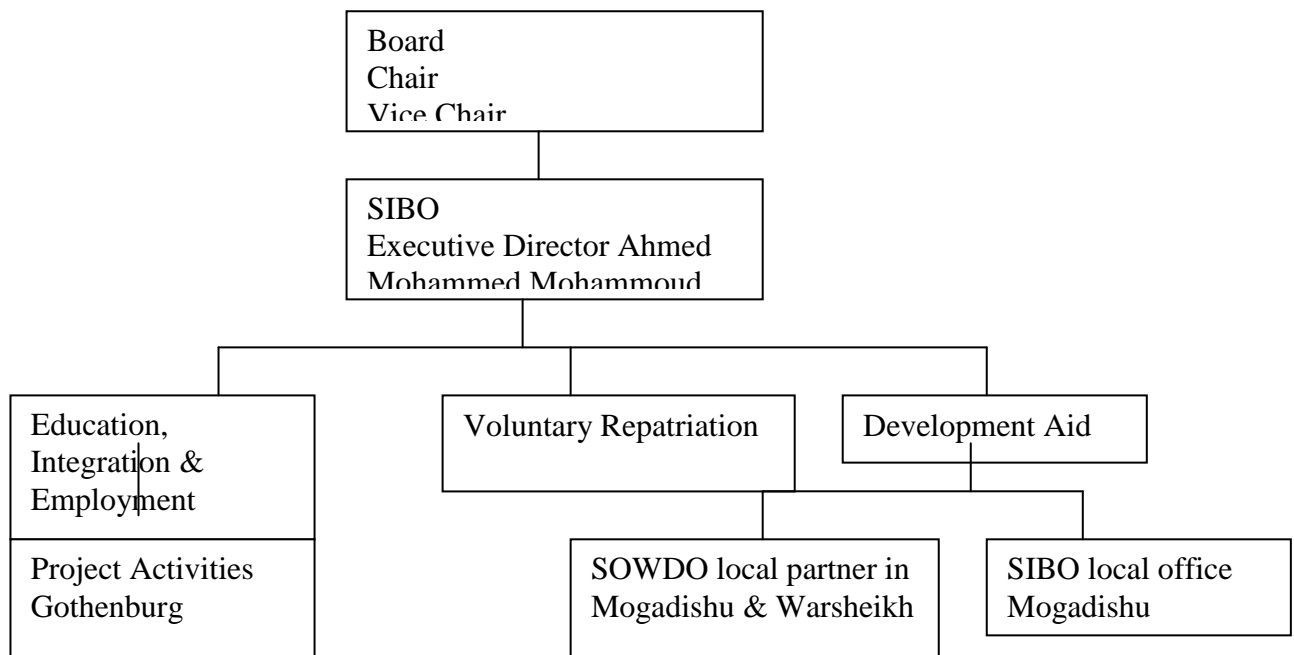 Board
Chair
Vice Chair
SIBO
Executive Director Ahmed
Mohammed Mohammoud
Education,
Integration &
Employment
Voluntary Repatriation
Development Aid
Project Activities
Gothenburg
SOWDO local partner in
Mogadishu & Warsheikh
SIBO local office
Mogadishu